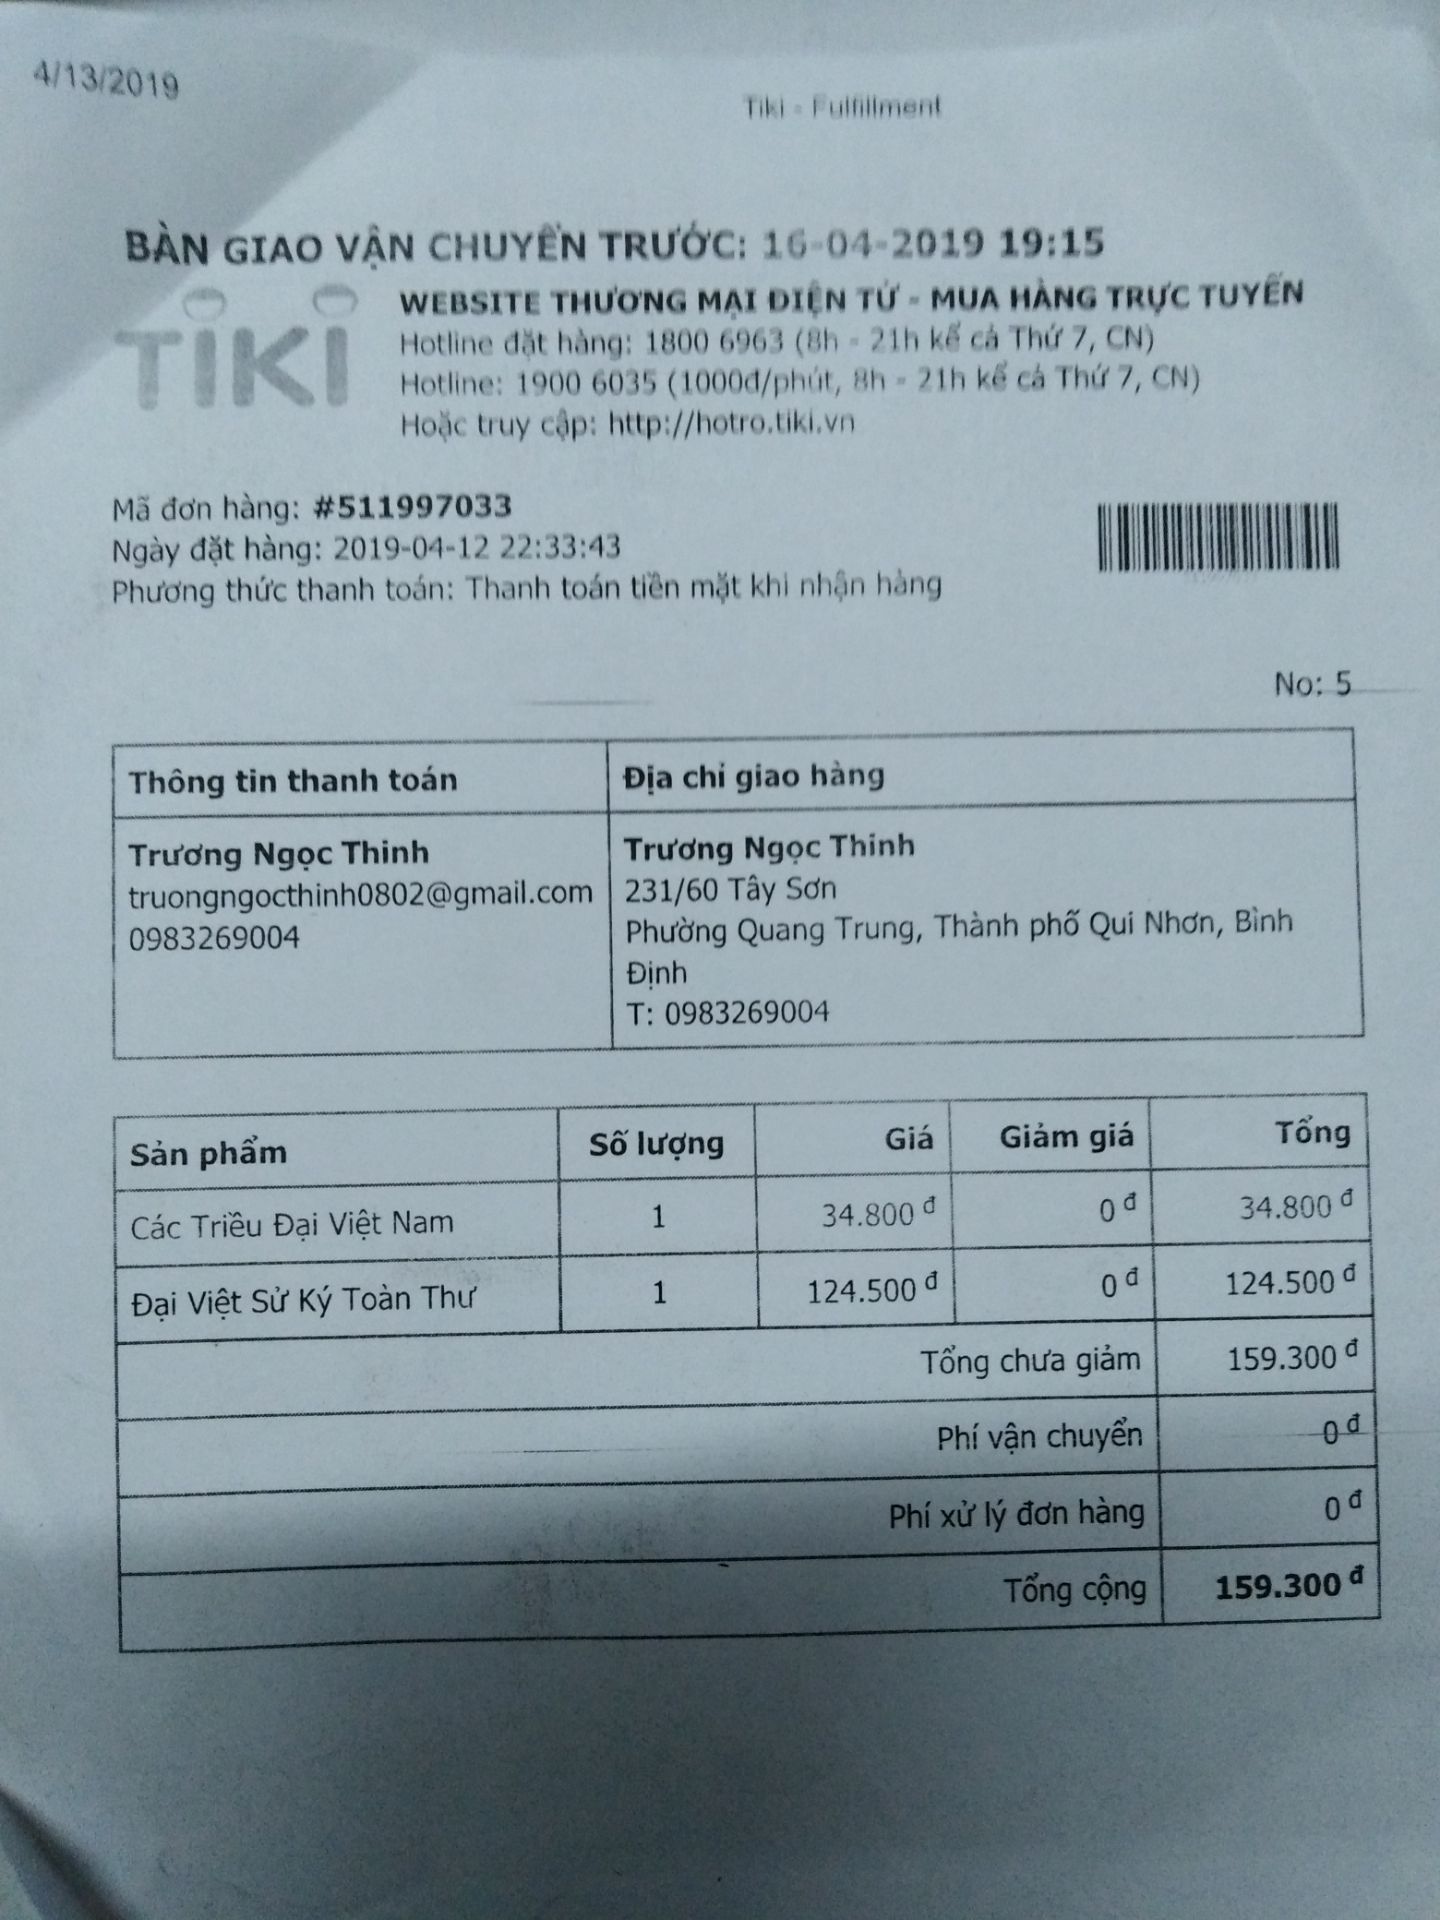 4/13/2019
Tiki - Fulfillment
BÀN GIAO VẬN CHUYỂN TRƯỚC: 16-04-2019 19:15
TIKI
WEBSITE THƯƠNG MẠI ĐIỆN TỬ - MUA HÀNG TRỰC TUYẾN
Hotline đặt hàng: 1800 6963 (8h - 21h kể cả Thứ 7, CN)
Hotline: 1900 6035 (1000đ/phút, 8h - 21h kể cả Thứ 7, CN)
Hoặc truy cập: http://hotro.tiki.vn
Mã đơn hàng: #511997033
Ngày đặt hàng: 2019-04-12 22:33:43
Phương thức thanh toán: Thanh toán tiền mặt khi nhận hàng
No: 5
Thông tin thanh toán
Trương Ngọc Thinh
truongngocthinh0802@gmail.com
0983269004
Địa chỉ giao hàng
Trương Ngọc Thinh
231/60 Tây Sơn
Phường Quang Trung, Thành phố Qui Nhơn, Bình
Định
T: 0983269004
Sản phẩm Số lượng Giá Giảm giá Tổng
Các Triều Đại Việt Nam 1 34.800 đ 0 đ 34.800 đ
Đại Việt Sử Ký Toàn Thư 1 124.500 đ 0 đ 124.500 đ
Tổng chưa giảm 159.300 đ
Phí vận chuyển 0 đ
Phí xử lý đơn hàng 0 đ
Tổng cộng 159.300 đ